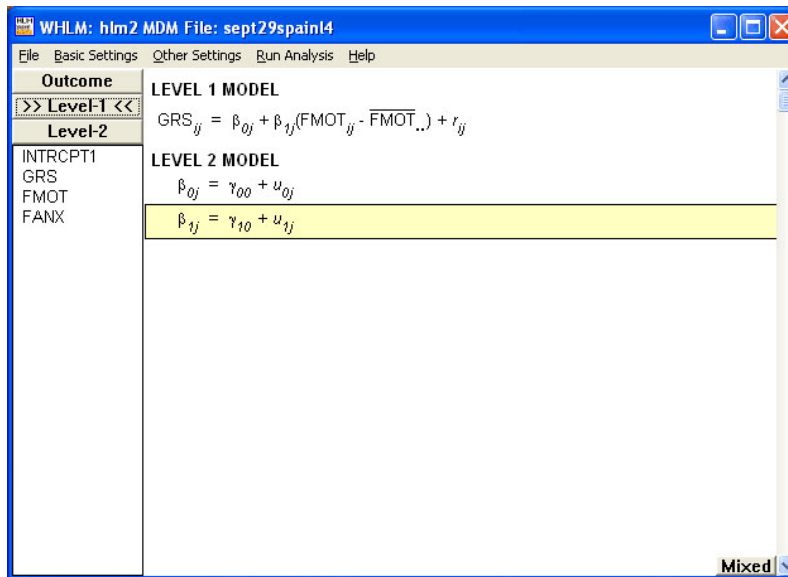 WHLM: hlm2 MDM File: sept29spainl4
File Basic Settings Other Settings Run Analysis Help
Outcome
>> Level-1 <<
Level-2
INTRCPT1
GRS
FMOT
FANX
LEVEL 1 MODEL
GRS_ij = β_0j + β_1j(FMOT_ij - F̅M̅O̅T̅_..) + r_ij
LEVEL 2 MODEL
β_0j = γ_00 + u_0j
β_1j = γ_10 + u_1j
Mixed